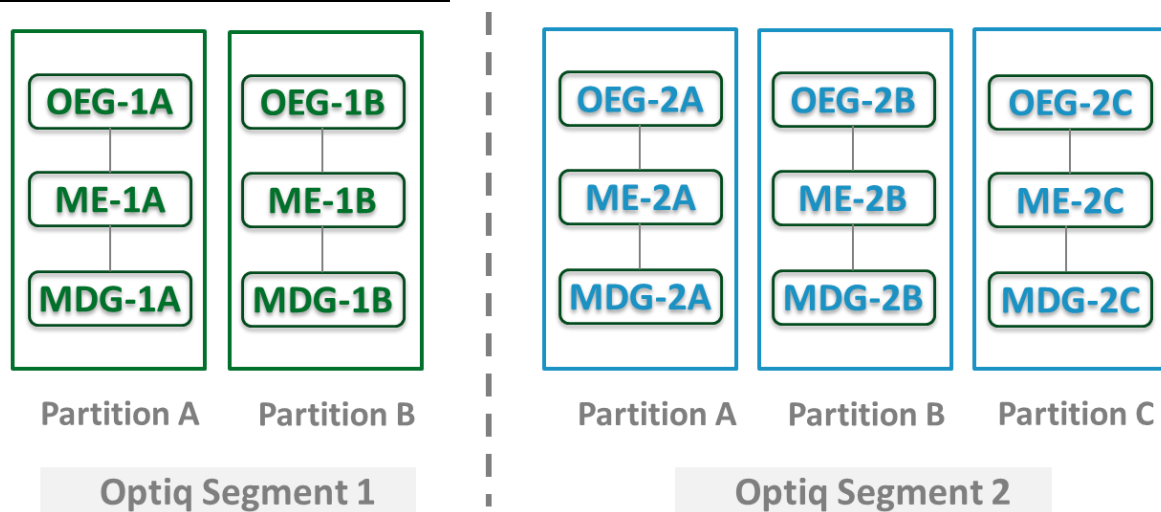 OEG-1A
ME-1A
MDG-1A
Partition A
OEG-1B
ME-1B
MDG-1B
Partition B
Optiq Segment 1
OEG-2A
ME-2A
MDG-2A
Partition A
OEG-2B
ME-2B
MDG-2B
Partition B
OEG-2C
ME-2C
MDG-2C
Partition C
Optiq Segment 2